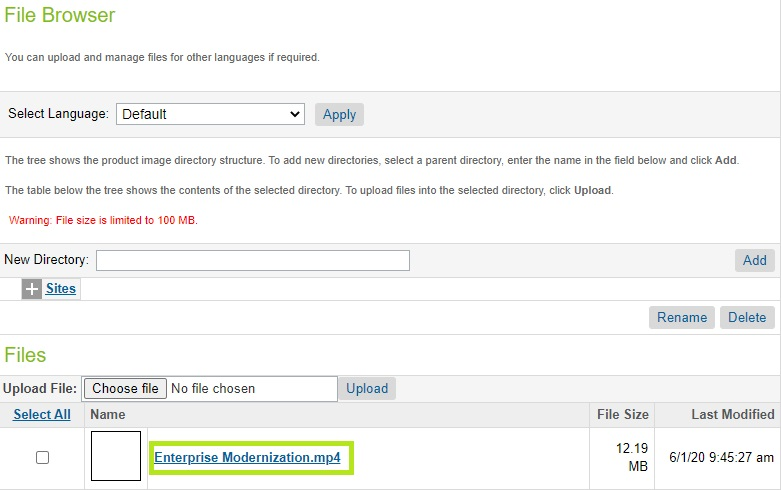 File Browser
You can upload and manage files for other languages if required.
Select Language: Default Apply
The tree shows the product image directory structure. To add new directories, select a parent directory, enter the name in the field below and click Add.
The table below the tree shows the contents of the selected directory. To upload files into the selected directory, click Upload.
Warning: File size is limited to 100 MB.
New Directory: Add
Sites
Rename Delete
Files
Upload File: Choose file No file chosen Upload
Select All Name File Size Last Modified
Enterprise Modernization.mp4 12.19 MB 6/1/20 9:45:27 am